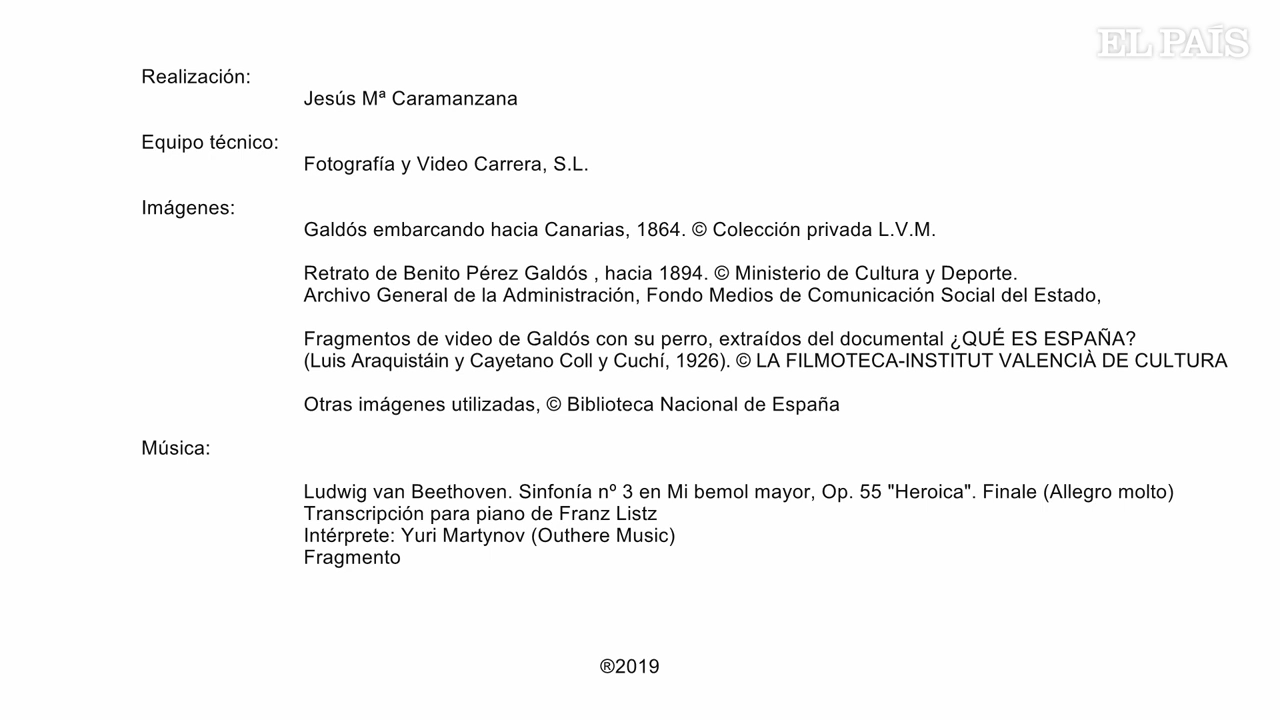 EL PAÍS
Realización:
Jesús Mª Caramanzana
Equipo técnico:
Fotografía y Video Carrera, S.L.
Imágenes:
Galdós embarcando hacia Canarias, 1864. © Colección privada L.V.M.
Retrato de Benito Pérez Galdós , hacia 1894. © Ministerio de Cultura y Deporte.
Archivo General de la Administración, Fondo Medios de Comunicación Social del Estado,
Fragmentos de video de Galdós con su perro, extraídos del documental ¿QUÉ ES ESPAÑA?
(Luis Araquistáin y Cayetano Coll y Cuchí, 1926). © LA FILMOTECA-INSTITUT VALENCIÀ DE CULTURA
Otras imágenes utilizadas, © Biblioteca Nacional de España
Música:
Ludwig van Beethoven. Sinfonía nº 3 en Mi bemol mayor, Op. 55 "Heroica". Finale (Allegro molto)
Transcripción para piano de Franz Listz
Intérprete: Yuri Martynov (Outhere Music)
Fragmento
®2019